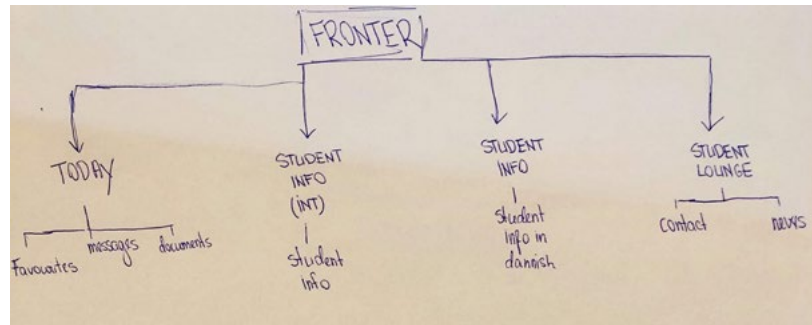 FRONTER
TODAY
Favourites
messages
documents
STUDENT
INFO
(INT)
student
info
STUDENT
INFO
student
info in
dannish
STUDENT
LOUNGE
contact
news